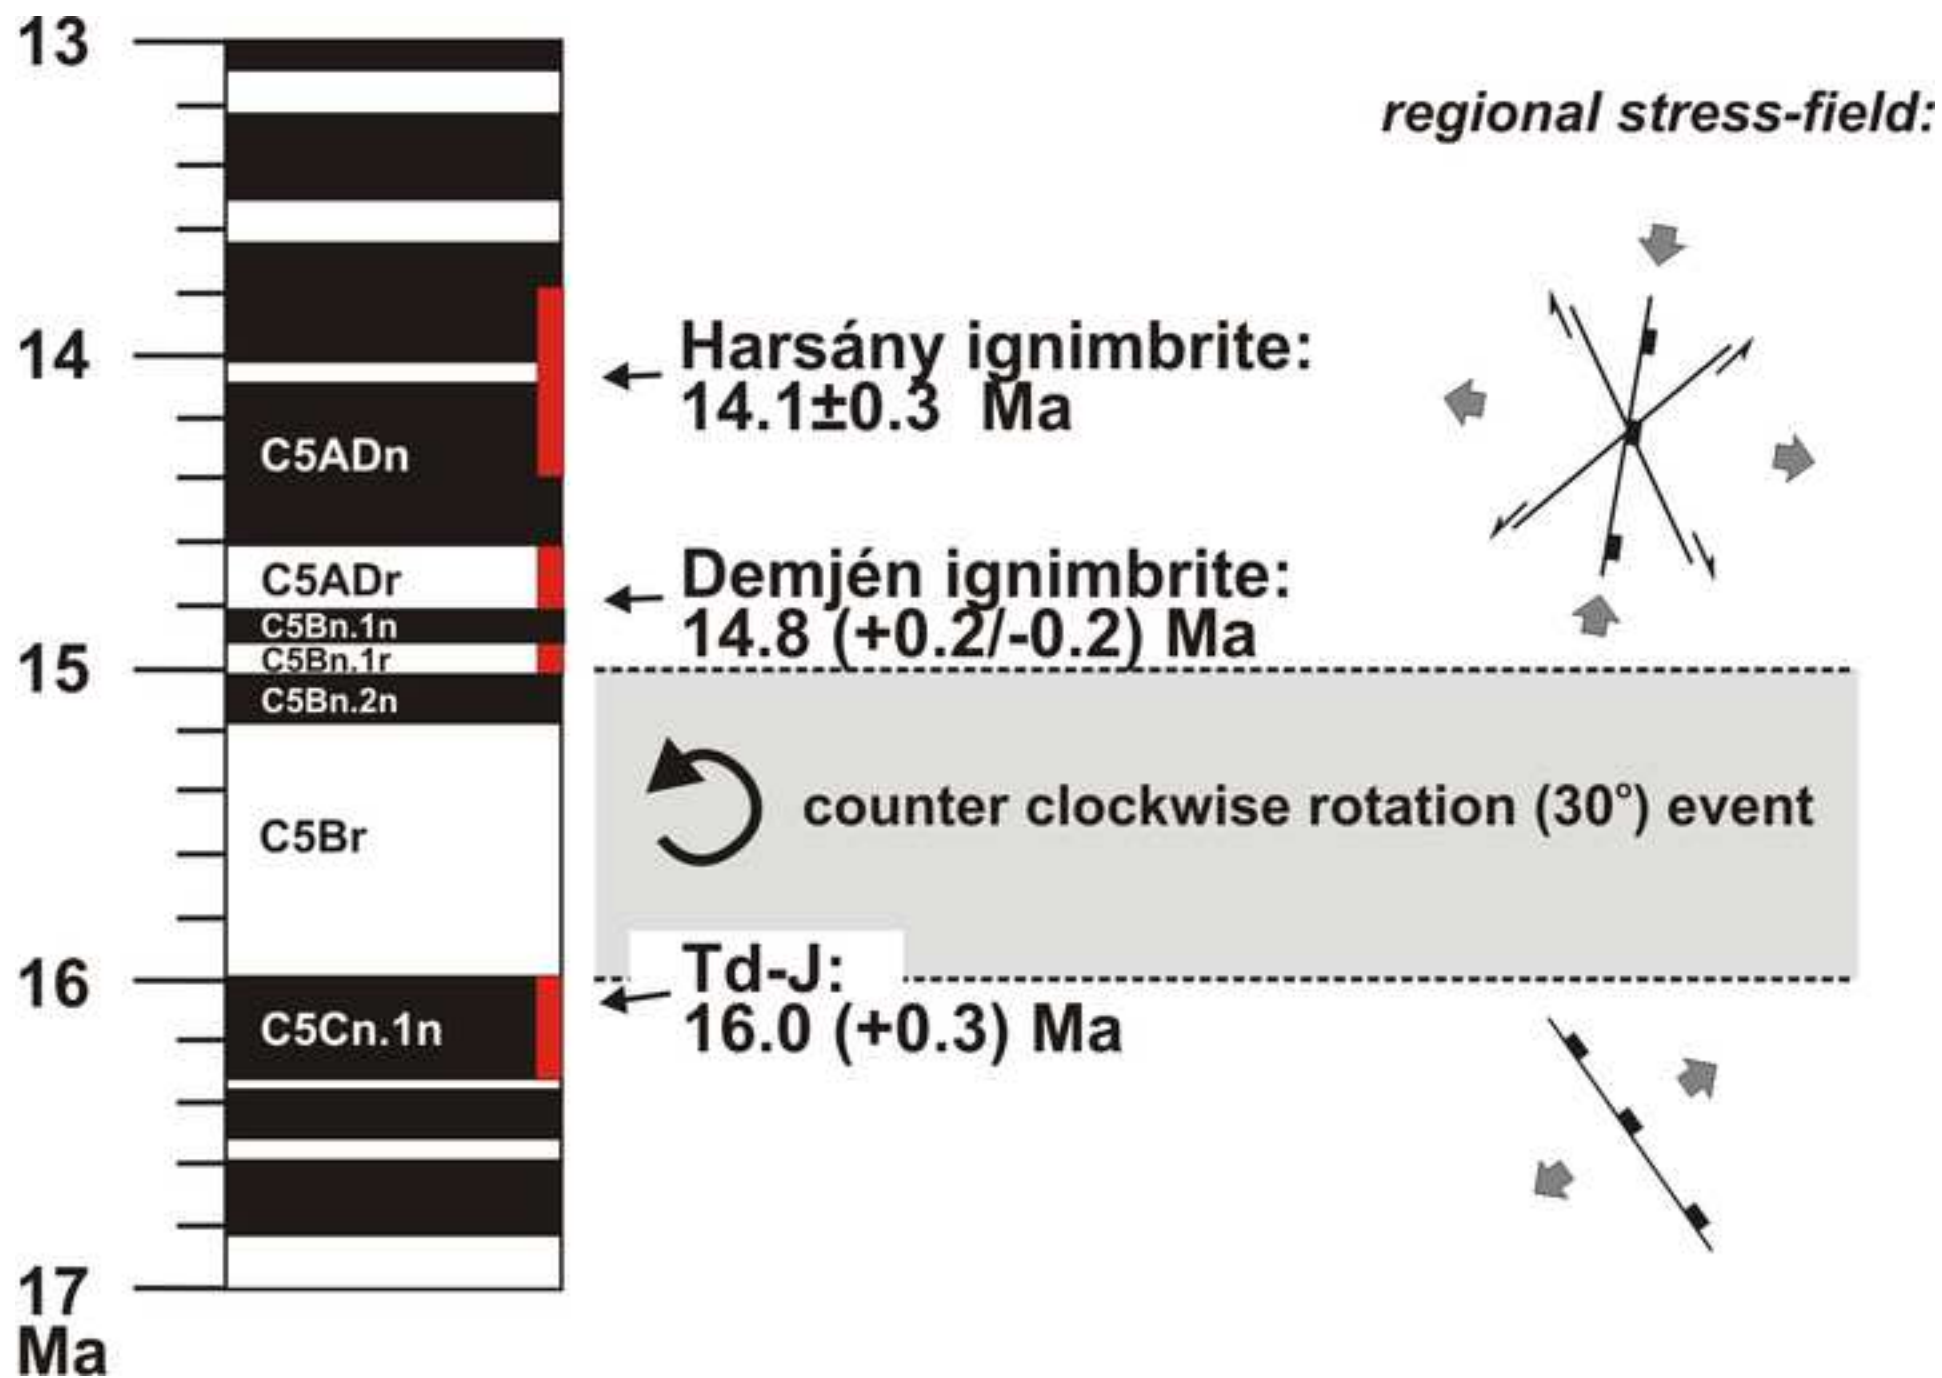 13
regional stress-field:
14
Harsány ignimbrite:
14.1±0.3 Ma
C5ADn
Demjén ignimbrite:
14.8 (+0.2/-0.2) Ma
C5ADr
C5Bn.1n
C5Bn.1r
15
C5Bn.2n
counter clockwise rotation (30°) event
C5Br
16
Td-J:
16.0 (+0.3) Ma
C5Cn.1n
17
Ma